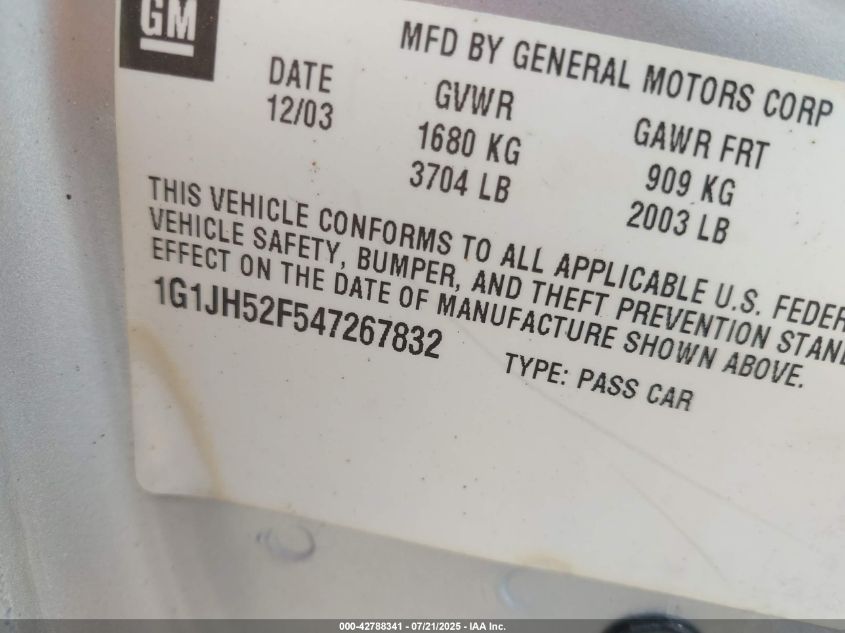 GM
MFD BY GENERAL MOTORS CORP
DATE
12/03
GVWR
1680 KG
3704 LB
GAWR FRT
909 KG
2003 LB
THIS VEHICLE CONFORMS TO ALL APPLICABLE U.S. FEDER
VEHICLE SAFETY, BUMPER, AND THEFT PREVENTION STAN
EFFECT ON THE DATE OF MANUFACTURE SHOWN ABOVE.
1G1JH52F547267832
TYPE: PASS CAR
000-42788341 - 07/21/2025 - IAA Inc.